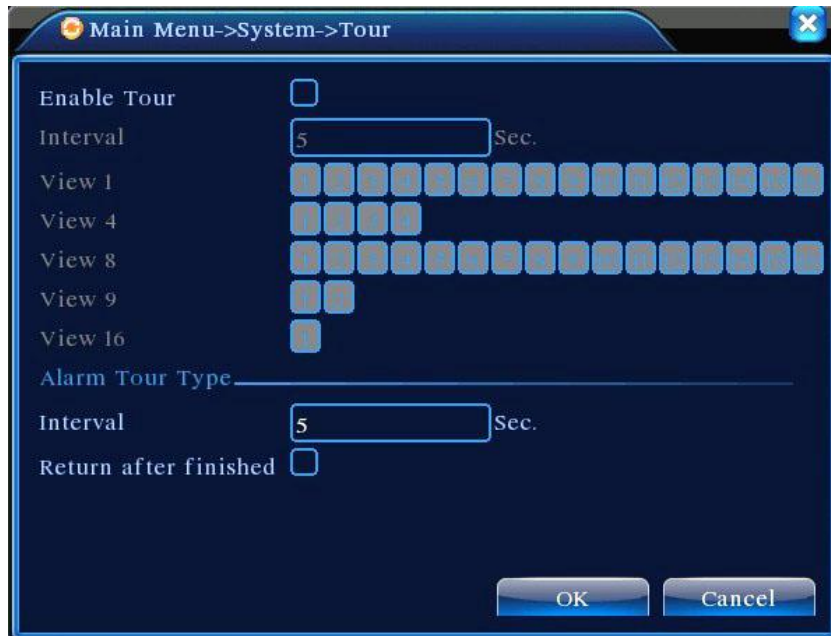 Main Menu->System->Tour
Enable Tour
Interval 5 Sec.
View 1
View 4
View 8
View 9
View 16
Alarm Tour Type
Interval 5 Sec.
Return after finished
OK Cancel